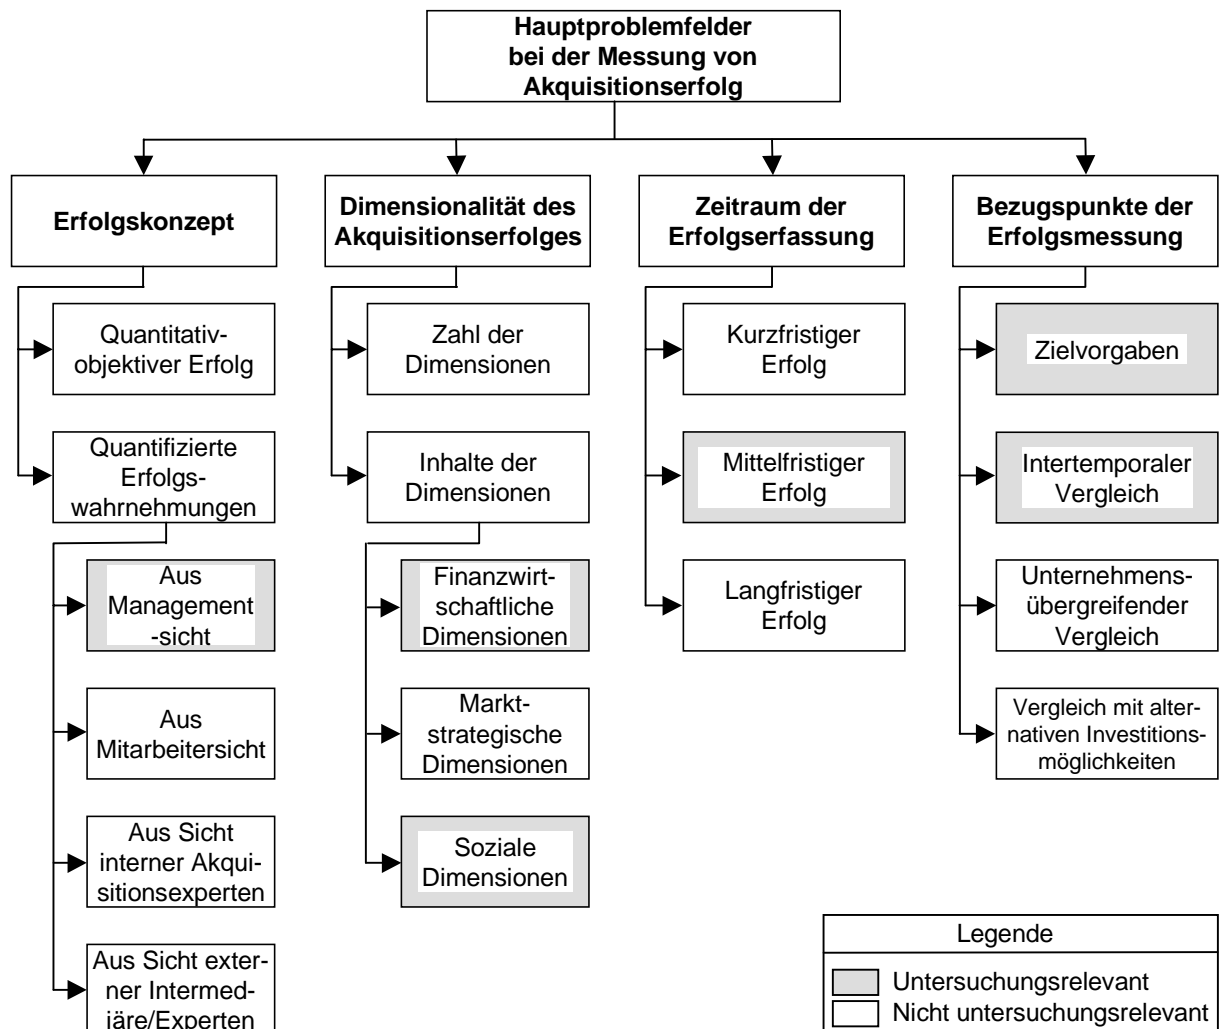 Hauptproblemfelder
bei der Messung von
Akquisitionserfolg
Erfolgskonzept
Quantitativ-
objektiver Erfolg
Quantifizierte
Erfolgs-
wahrnehmungen
Aus
Management
-sicht
Aus
Mitarbeitersicht
Aus Sicht
interner Akqui-
sitionsexperten
Aus Sicht exter-
ner Intermed-
järe/Experten
Dimensionalität des
Akquisitionserfolges
Zahl der
Dimensionen
Inhalte der
Dimensionen
Finanzwirt-
schaftliche
Dimensionen
Markt-
strategische
Dimensionen
Soziale
Dimensionen
Zeitraum der
Erfolgserfassung
Kurzfristiger
Erfolg
Mittelfristiger
Erfolg
Langfristiger
Erfolg
Bezugspunkte der
Erfolgsmessung
Zielvorgaben
Intertemporaler
Vergleich
Unternehmens-
übergreifender
Vergleich
Vergleich mit alter-
nativen Investitions-
möglichkeiten
Legende
Untersuchungsrelevant
Nicht untersuchungsrelevant